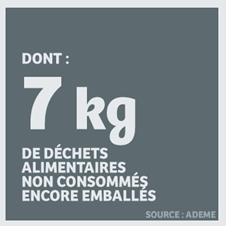 DONT :
7 kg
DE DÉCHETS
ALIMENTAIRES
NON CONSOMMÉS
ENCORE EMBALLÉS
SOURCE : ADEME